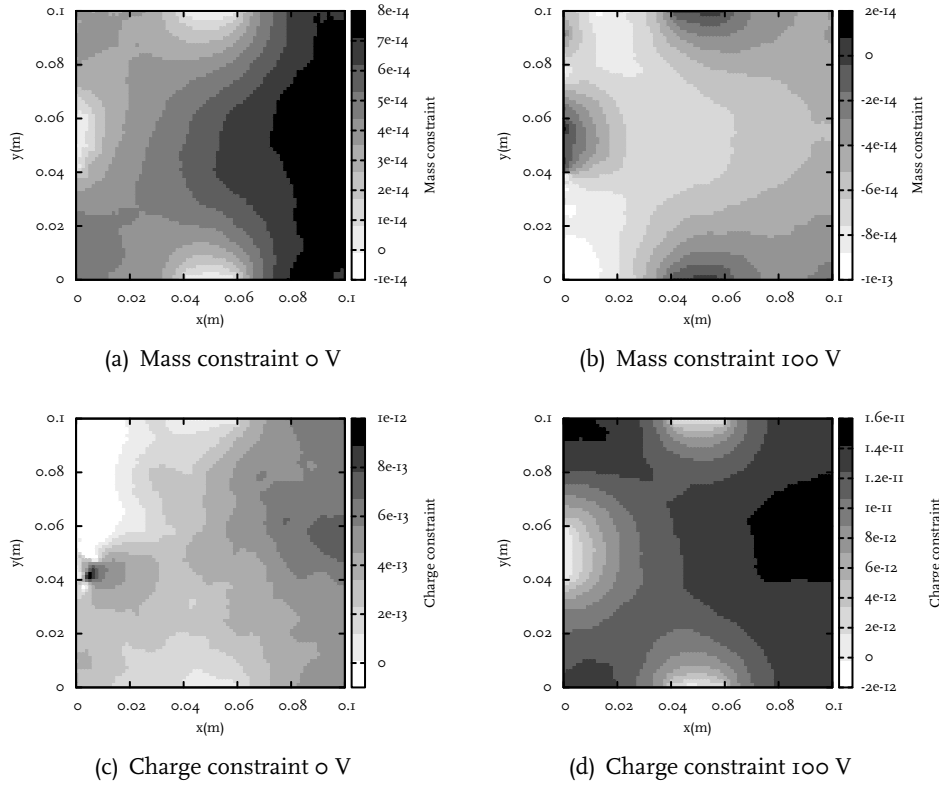 0.1
0.08
0.06
0.04
0.02
0
y(m)
0 0.02 0.04 0.06 0.08 0.1
x(m)
8e-14
7e-14
6e-14
5e-14
4e-14
3e-14
2e-14
1e-14
0
-1e-14
Mass constraint
(a) Mass constraint 0 V
0.1
0.08
0.06
0.04
0.02
0
y(m)
0 0.02 0.04 0.06 0.08 0.1
x(m)
2e-14
0
-2e-14
-4e-14
-6e-14
-8e-14
-1e-13
Mass constraint
(b) Mass constraint 100 V
0.1
0.08
0.06
0.04
0.02
0
y(m)
0 0.02 0.04 0.06 0.08 0.1
x(m)
1e-12
8e-13
6e-13
4e-13
2e-13
0
Charge constraint
(c) Charge constraint 0 V
0.1
0.08
0.06
0.04
0.02
0
y(m)
0 0.02 0.04 0.06 0.08 0.1
x(m)
1.6e-11
1.4e-11
1.2e-11
1e-11
8e-12
6e-12
4e-12
2e-12
0
-2e-12
Charge constraint
(d) Charge constraint 100 V